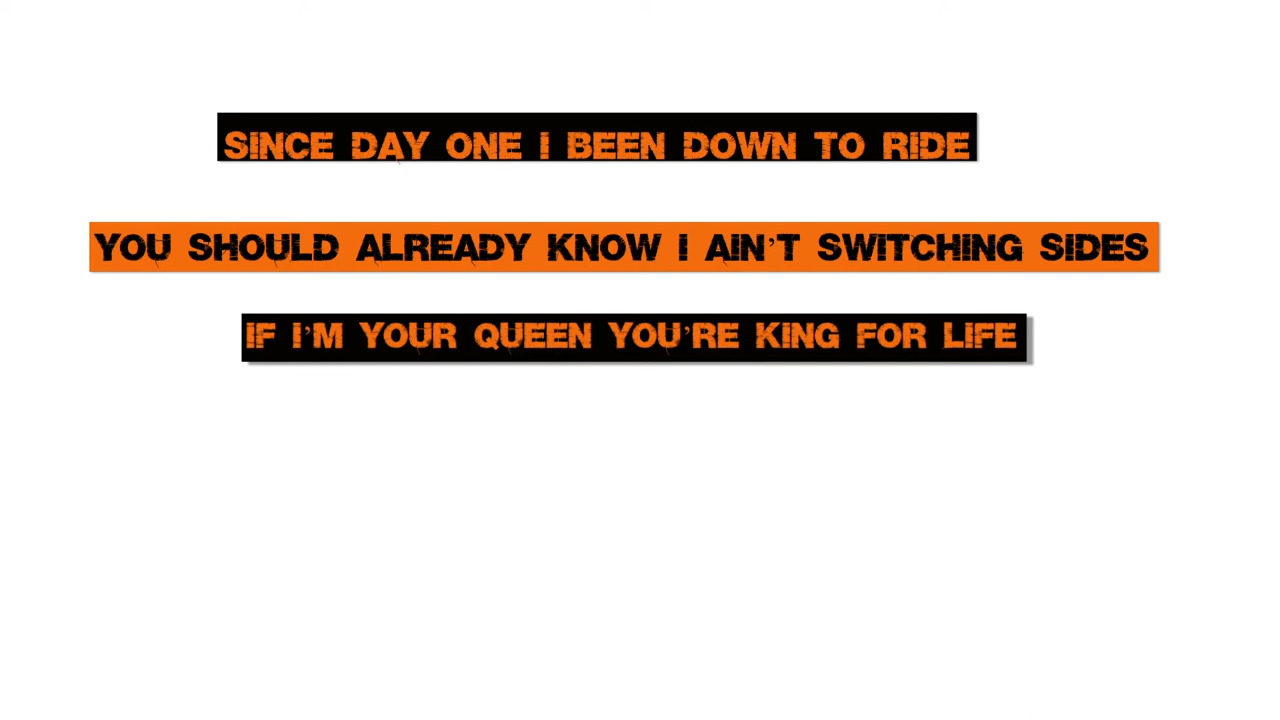 SINCE DAY ONE I BEEN DOWN TO RIDE
YOU SHOULD ALREADY KNOW I AIN'T SWITCHING SIDES
IF I'M YOUR QUEEN YOU'RE KING FOR LIFE